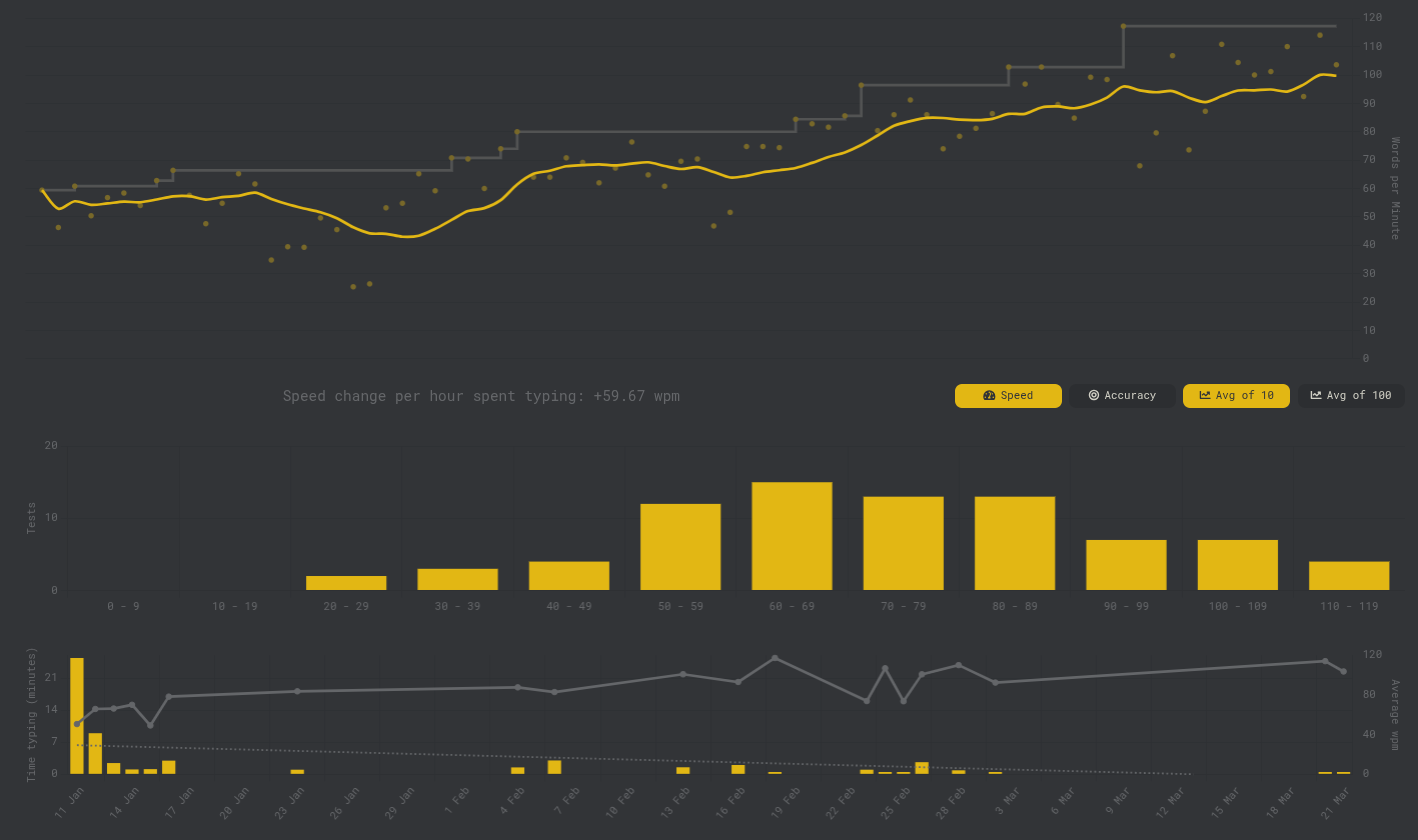 120
110
100
90
80
70
60
50
40
30
20
10
0
Words per Minute
Speed change per hour spent typing: +59.67 wpm
Speed
Accuracy
Avg of 10
Avg of 100
20
10
0
Tests
0 - 9
10 - 19
20 - 29
30 - 39
40 - 49
50 - 59
60 - 69
70 - 79
80 - 89
90 - 99
100 - 109
110 - 119
Time typing (minutes)
21
14
7
0
120
80
40
0
Average wpm
11 Jan
14 Jan
17 Jan
20 Jan
23 Jan
26 Jan
29 Jan
1 Feb
4 Feb
7 Feb
10 Feb
13 Feb
16 Feb
19 Feb
22 Feb
25 Feb
28 Feb
3 Mar
6 Mar
9 Mar
12 Mar
15 Mar
18 Mar
21 Mar